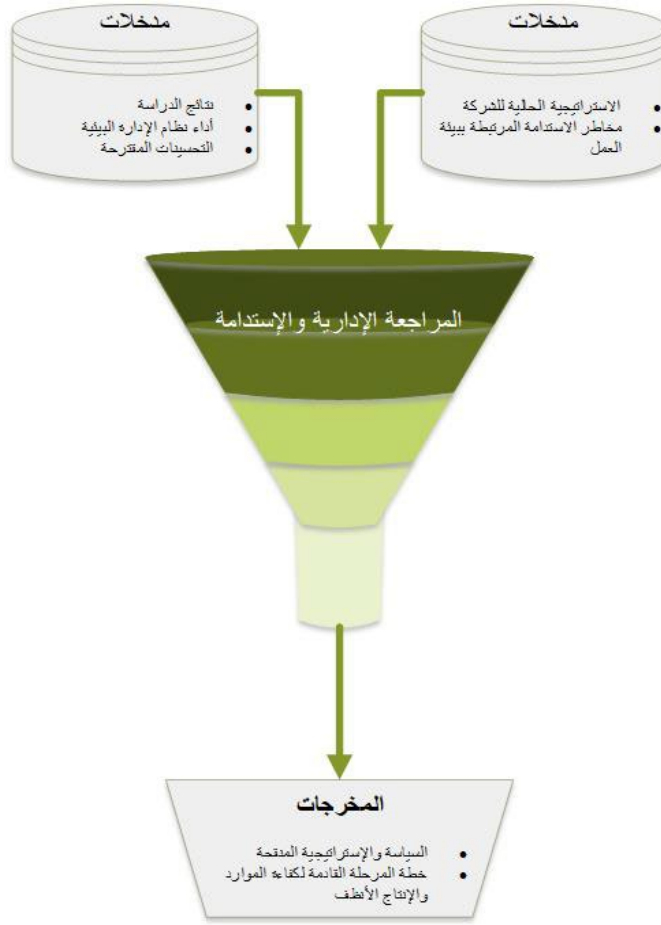 مدخلات
الاستراتيجية الحالية للشركة
مخاطر الاستدامة المرتبطة ببيئة
العمل
مدخلات
نتائج الدراسة
أداء نظام الإدارة البيئية
التحسينات المقترحة
المراجعة الإدارية والإستدامة
المخرجات
السياسة والإستراتيجية المنقحة
خطة المرحلة القادمة لكفاءة الموارد
والإنتاج الأنظف